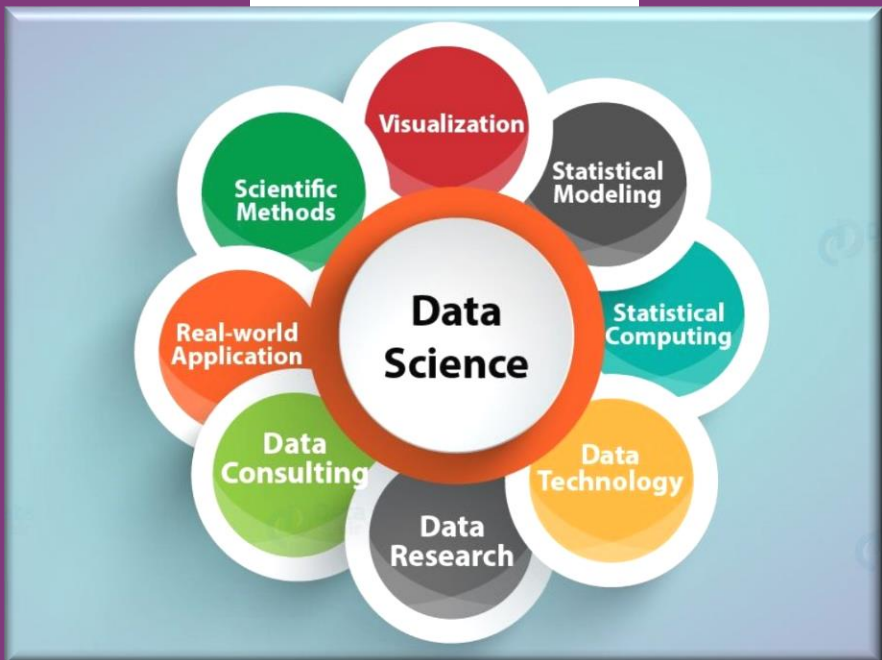 Visualization
Statistical
Modeling
Statistical
Computing
Data
Technology
Data
Research
Data
Consulting
Real-world
Application
Scientific
Methods
Data
Science